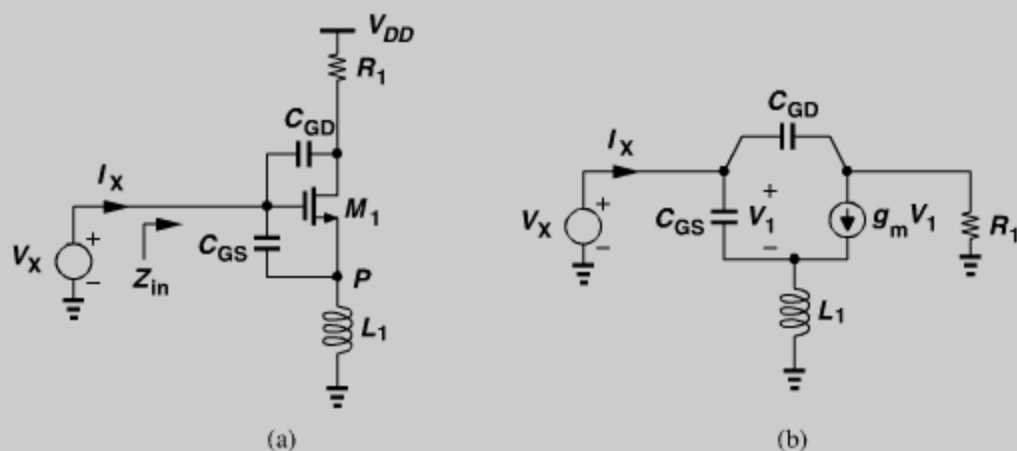 V_DD
R_1
C_GD
I_X
M_1
V_X
+
−
Z_in
C_GS
P
L_1
(a)
C_GD
I_X
V_X
+
−
C_GS
+
V_1
−
g_m V_1
R_1
L_1
(b)